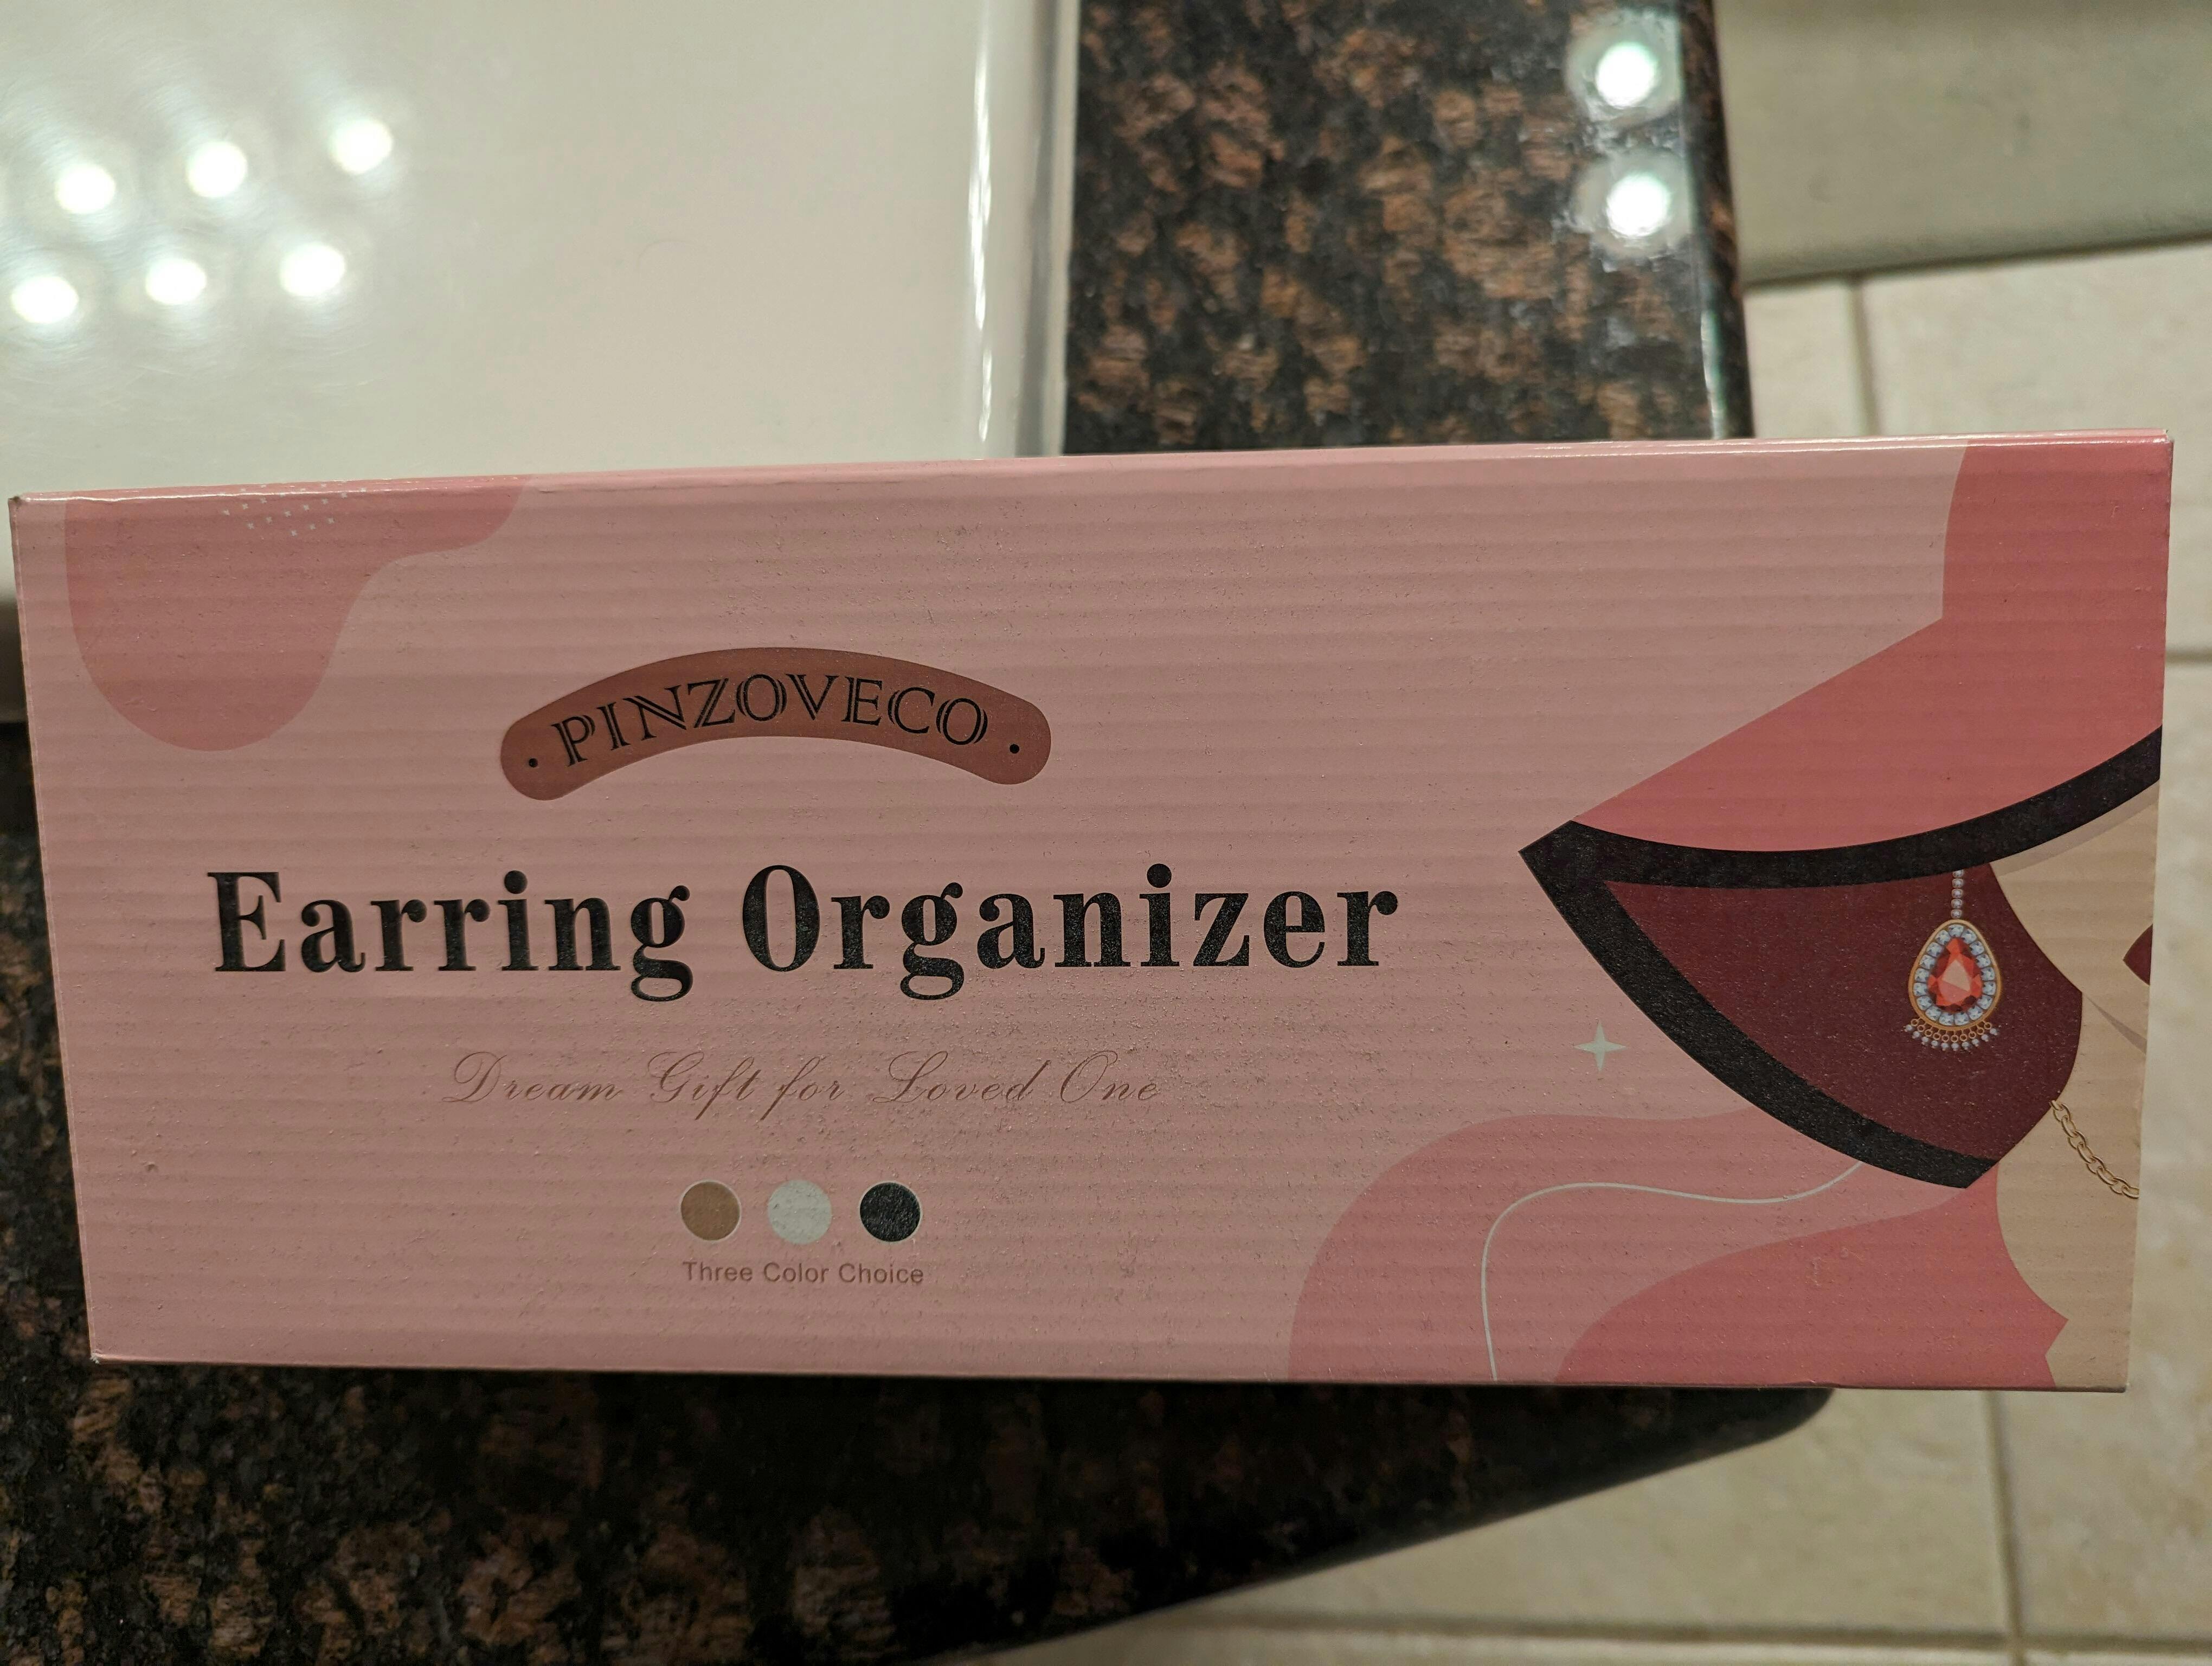 PINZOVECO
Earring Organizer
Dream Gift for Loved One
Three Color Choice